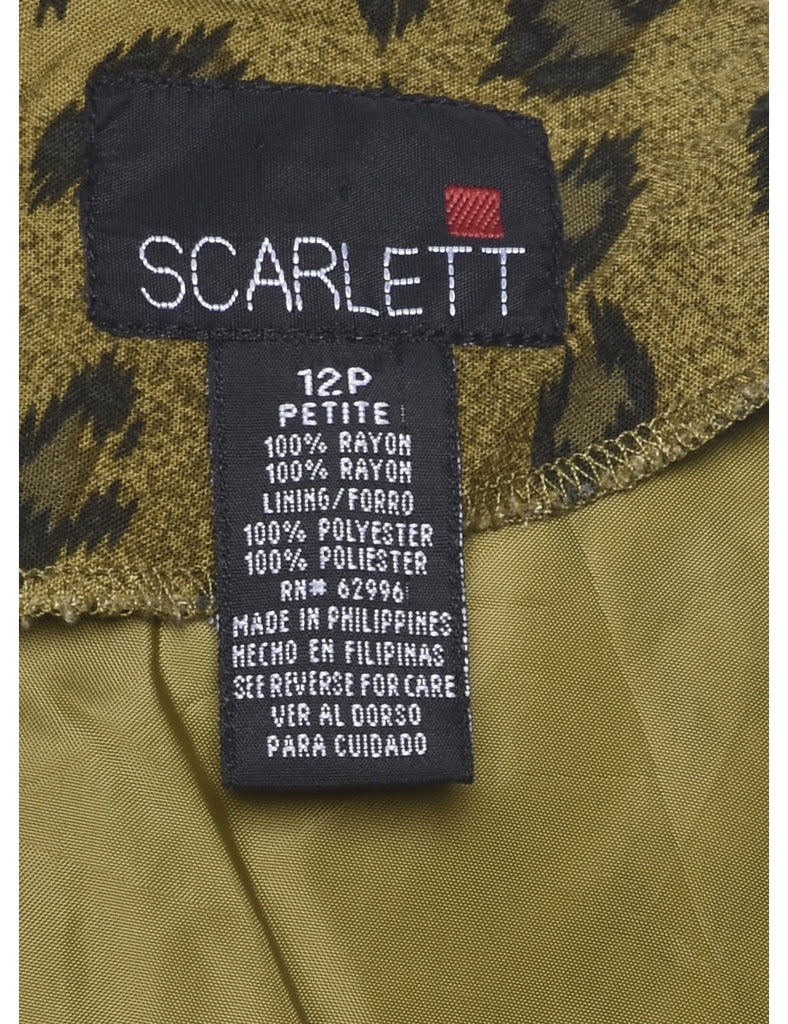 SCARLETT
12P
PETITE
100% RAYON
100% RAYON
LINING/FORRO
100% POLYESTER
100% POLIESTER
RN# 62996
MADE IN PHILIPPINES
HECHO EN FILIPINAS
SEE REVERSE FOR CARE
VER AL DORSO
PARA CUIDADO